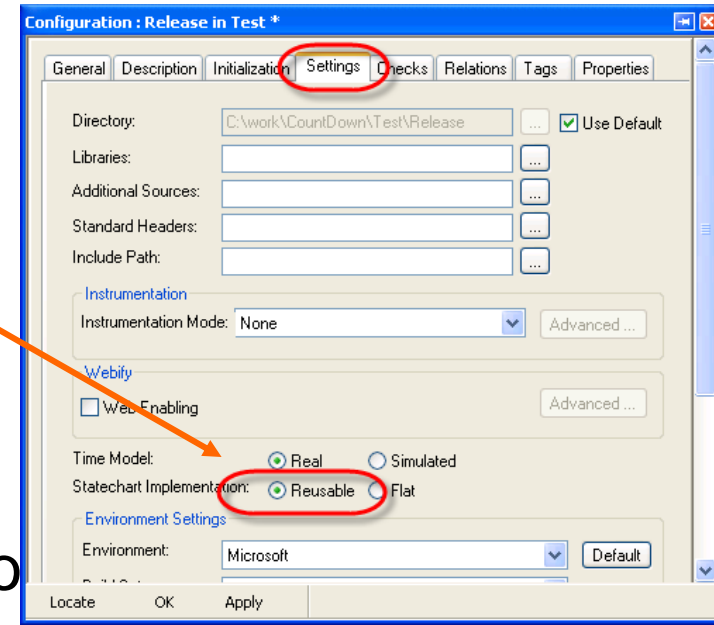 Configuration : Release in Test *
General Description Initialization Settings Checks Relations Tags Properties
Directory: C:\work\CountDown\Test\Release ... Use Default
Libraries: ...
Additional Sources: ...
Standard Headers: ...
Include Path: ...
Instrumentation
Instrumentation Mode: None Advanced ...
Webify
Web Enabling Advanced ...
Time Model: Real Simulated
Statechart Implementation: Reusable Flat
Environment Settings
Environment: Microsoft Default
Locate OK Apply